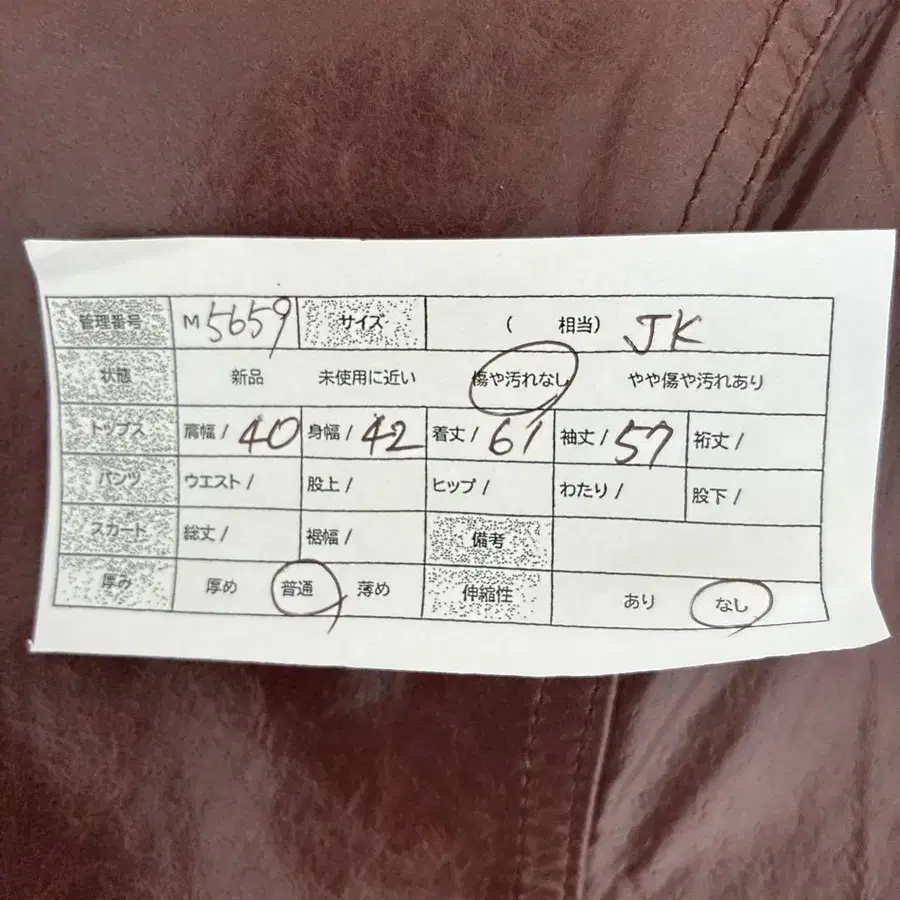 管理番号 M5659 サイズ ( 相当) JK
状態 新品 未使用に近い 傷や汚れなし やや傷や汚れあり
トップス 肩幅/ 40 身幅/ 42 着丈/ 61 袖丈/ 57 裄丈/
パンツ ウエスト/ 股上/ ヒップ/ わたり/ 股下/
スカート 総丈/ 裾幅/ 備考
厚み 厚め 普通 薄め 伸縮性 あり なし